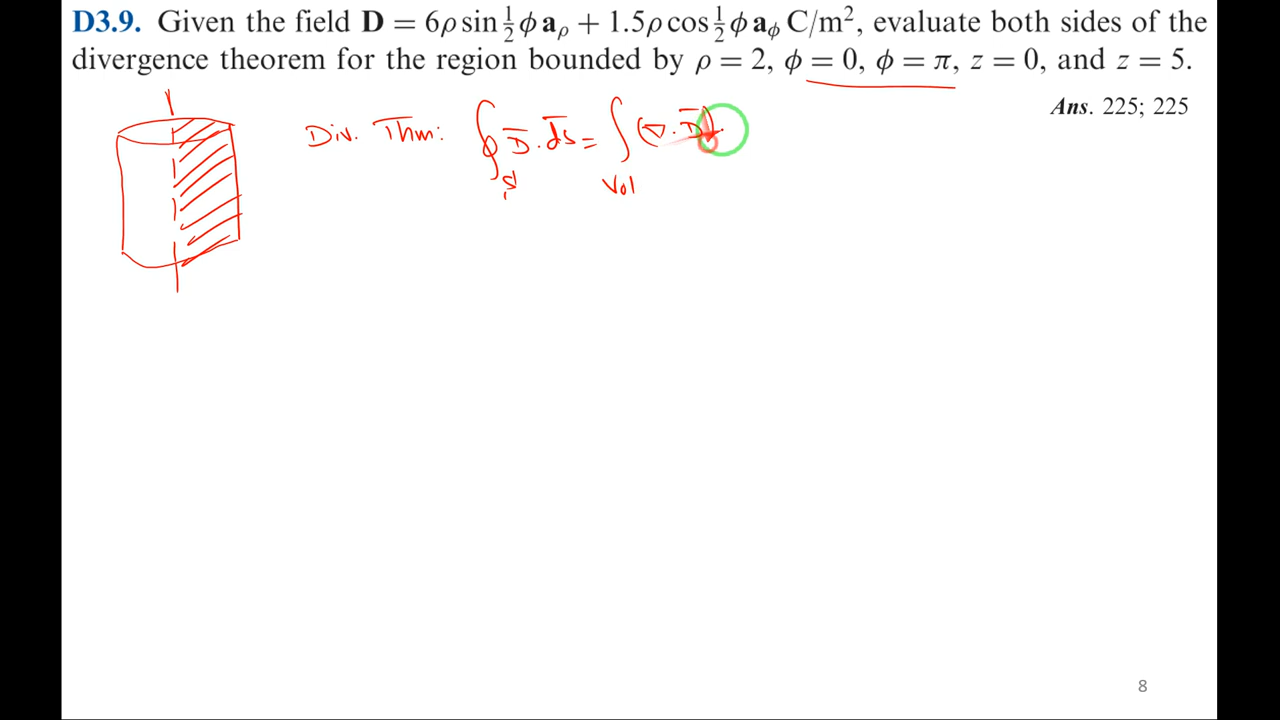 D3.9. Given the field D = 6ρ sin ½ϕ aρ + 1.5ρ cos ½ϕ aϕ C/m², evaluate both sides of the
divergence theorem for the region bounded by ρ = 2, ϕ = 0, ϕ = π, z = 0, and z = 5.
Ans. 225; 225
Div. Thm: ∮S D̅.d̅s = ∫Vol (∇.D̅)
8